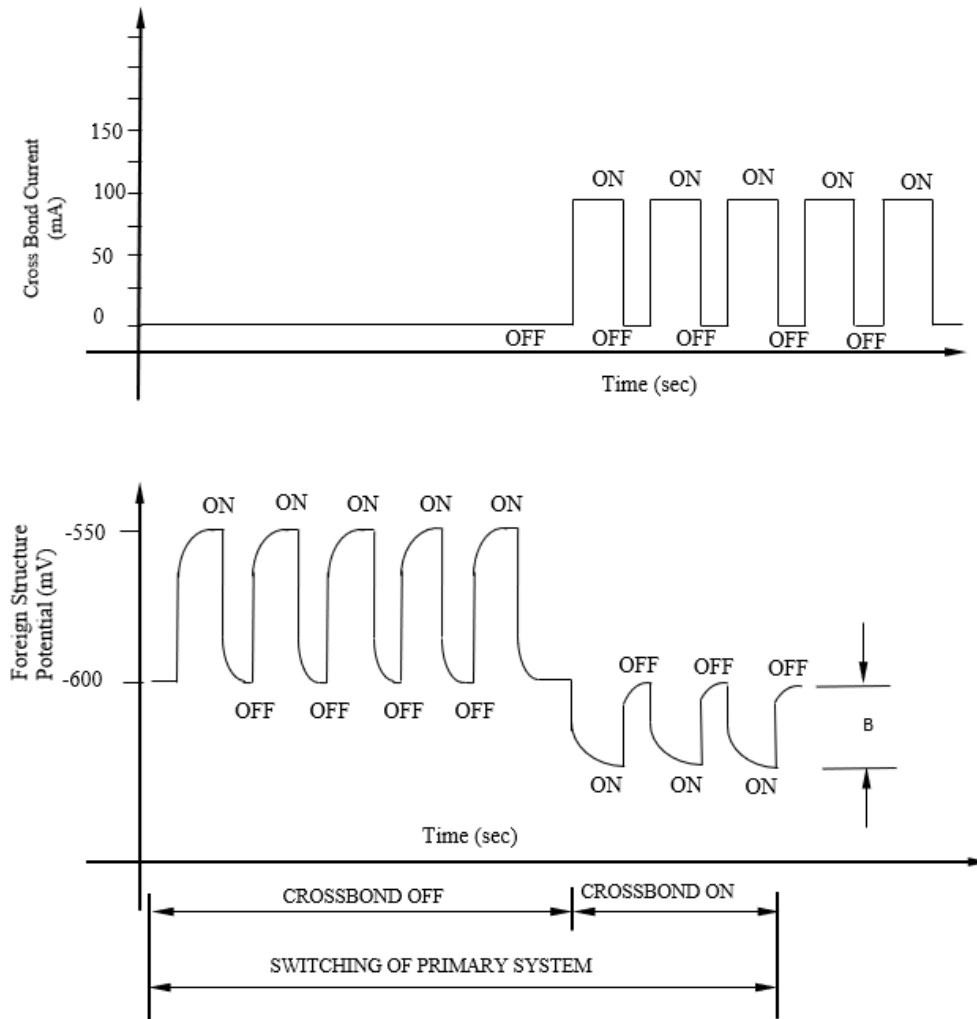 Cross Bond Current
(mA)
150
100
50
0
ON ON ON ON ON
OFF OFF OFF OFF OFF
Time (sec)
Foreign Structure
Potential (mV)
-550
-600
ON ON ON ON ON
OFF OFF OFF OFF
OFF OFF OFF
B
ON ON ON
Time (sec)
CROSSBOND OFF
CROSSBOND ON
SWITCHING OF PRIMARY SYSTEM